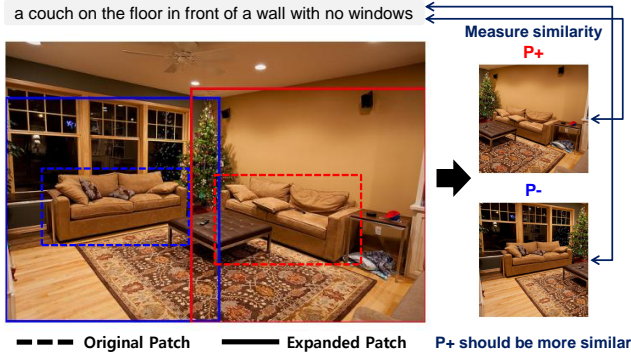 a couch on the floor in front of a wall with no windows
Measure similarity
P+
P-
Original Patch
Expanded Patch
P+ should be more similar